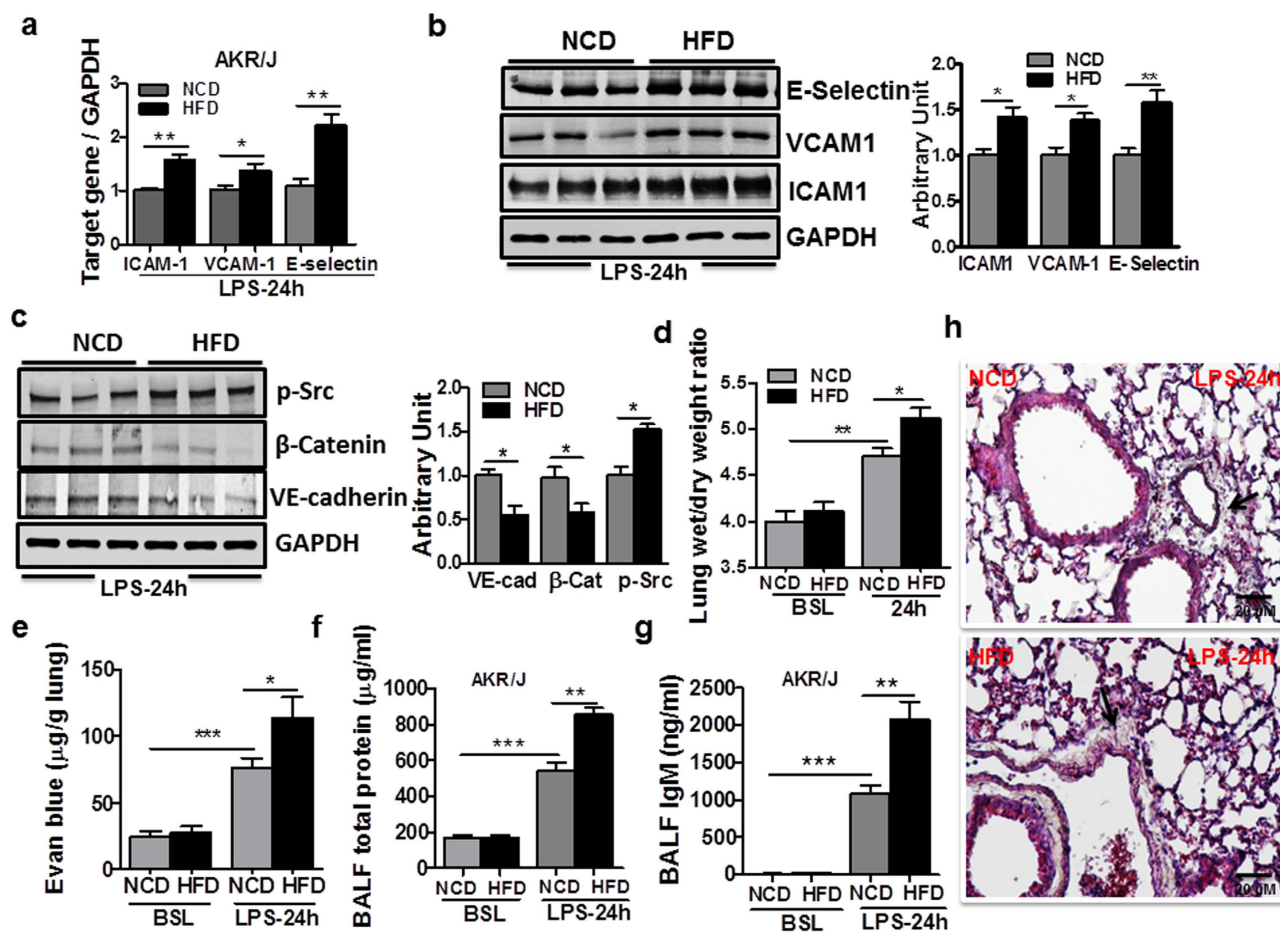 a
AKR/J
Target gene / GAPDH
3
2
1
0
NCD
HFD
**
*
**
ICAM-1 VCAM-1 E-selectin
LPS-24h
b
NCD HFD
E-Selectin
VCAM1
ICAM1
GAPDH
LPS-24h
Arbitrary Unit
2.0
1.5
1.0
0.5
0.0
NCD
HFD
*
*
**
ICAM1 VCAM-1 E-Selectin
c
NCD HFD
p-Src
β-Catenin
VE-cadherin
GAPDH
LPS-24h
Arbitrary Unit
2.0
1.5
1.0
0.5
0.0
NCD
HFD
*
*
*
VE-cad β-Cat p-Src
d
Lung wet/dry weight ratio
5.5
5.0
4.5
4.0
3.5
NCD
HFD
**
*
NCD HFD NCD HFD
BSL 24h
e
Evan blue (µg/g lung)
150
100
50
0
***
*
NCD HFD NCD HFD
BSL LPS-24h
f
AKR/J
BALF total protein (µg/ml)
1000
800
600
400
200
0
***
**
NCD HFD NCD HFD
BSL LPS-24h
g
AKR/J
BALF IgM (ng/ml)
2500
2000
1500
1000
500
0
***
**
NCD HFD NCD HFD
BSL LPS-24h
h
NCD LPS-24h
20 µM
HFD LPS-24h
20 µM